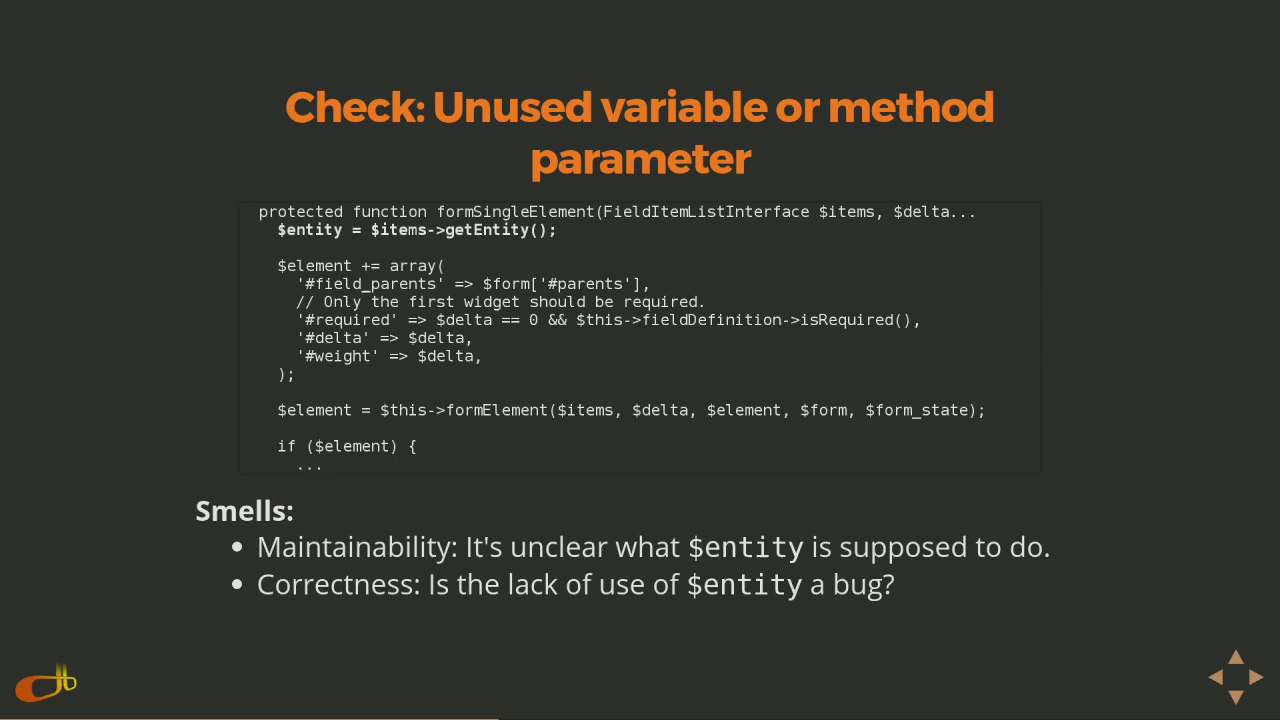 Check: Unused variable or method
parameter
protected function formSingleElement(FieldItemListInterface $items, $delta...
  $entity = $items->getEntity();

  $element += array(
    '#field_parents' => $form['#parents'],
    // Only the first widget should be required.
    '#required' => $delta == 0 && $this->fieldDefinition->isRequired(),
    '#delta' => $delta,
    '#weight' => $delta,
  );

  $element = $this->formElement($items, $delta, $element, $form, $form_state);

  if ($element) {
    ...
Smells:
• Maintainability: It's unclear what $entity is supposed to do.
• Correctness: Is the lack of use of $entity a bug?